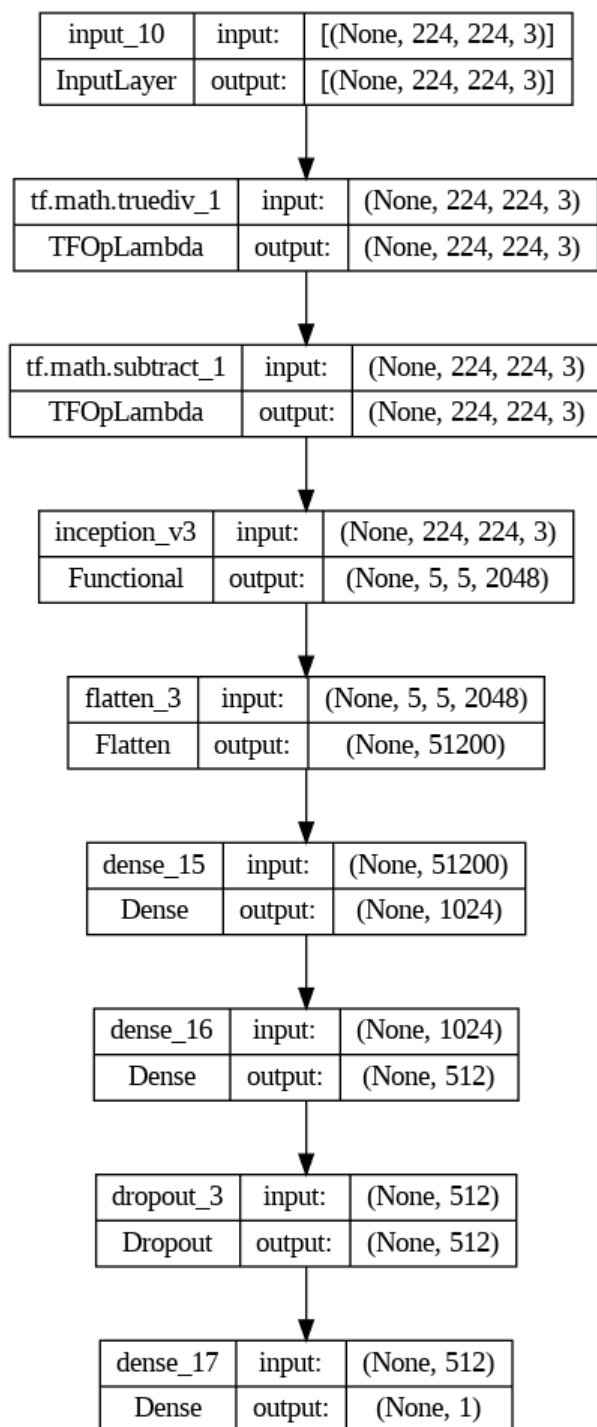 input_10 input: [(None, 224, 224, 3)]
InputLayer output: [(None, 224, 224, 3)]
tf.math.truediv_1 input: (None, 224, 224, 3)
TFOpLambda output: (None, 224, 224, 3)
tf.math.subtract_1 input: (None, 224, 224, 3)
TFOpLambda output: (None, 224, 224, 3)
inception_v3 input: (None, 224, 224, 3)
Functional output: (None, 5, 5, 2048)
flatten_3 input: (None, 5, 5, 2048)
Flatten output: (None, 51200)
dense_15 input: (None, 51200)
Dense output: (None, 1024)
dense_16 input: (None, 1024)
Dense output: (None, 512)
dropout_3 input: (None, 512)
Dropout output: (None, 512)
dense_17 input: (None, 512)
Dense output: (None, 1)